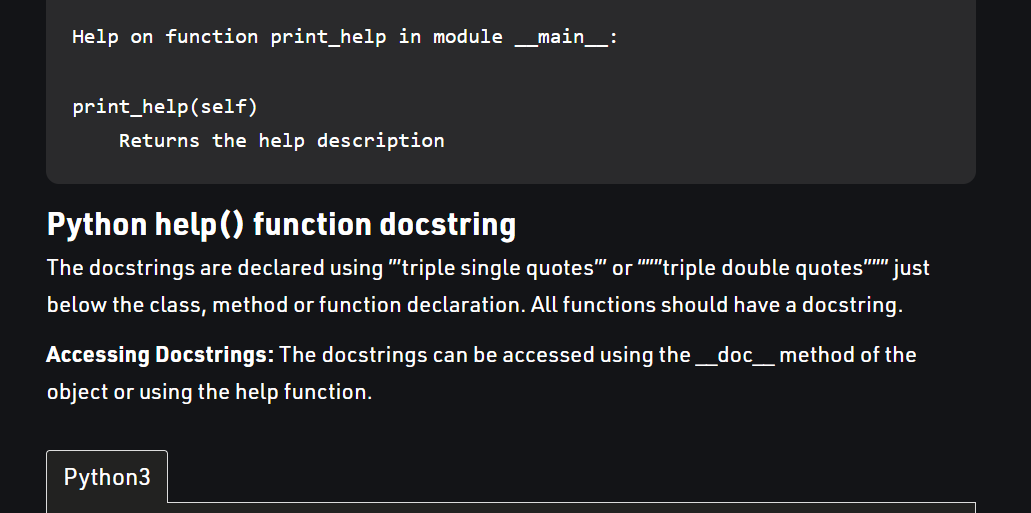 Help on function print_help in module __main__:
print_help(self)
Returns the help description
Python help() function docstring
The docstrings are declared using ”’triple single quotes”’ or “””triple double quotes””” just
below the class, method or function declaration. All functions should have a docstring.
Accessing Docstrings: The docstrings can be accessed using the __doc__ method of the
object or using the help function.
Python3